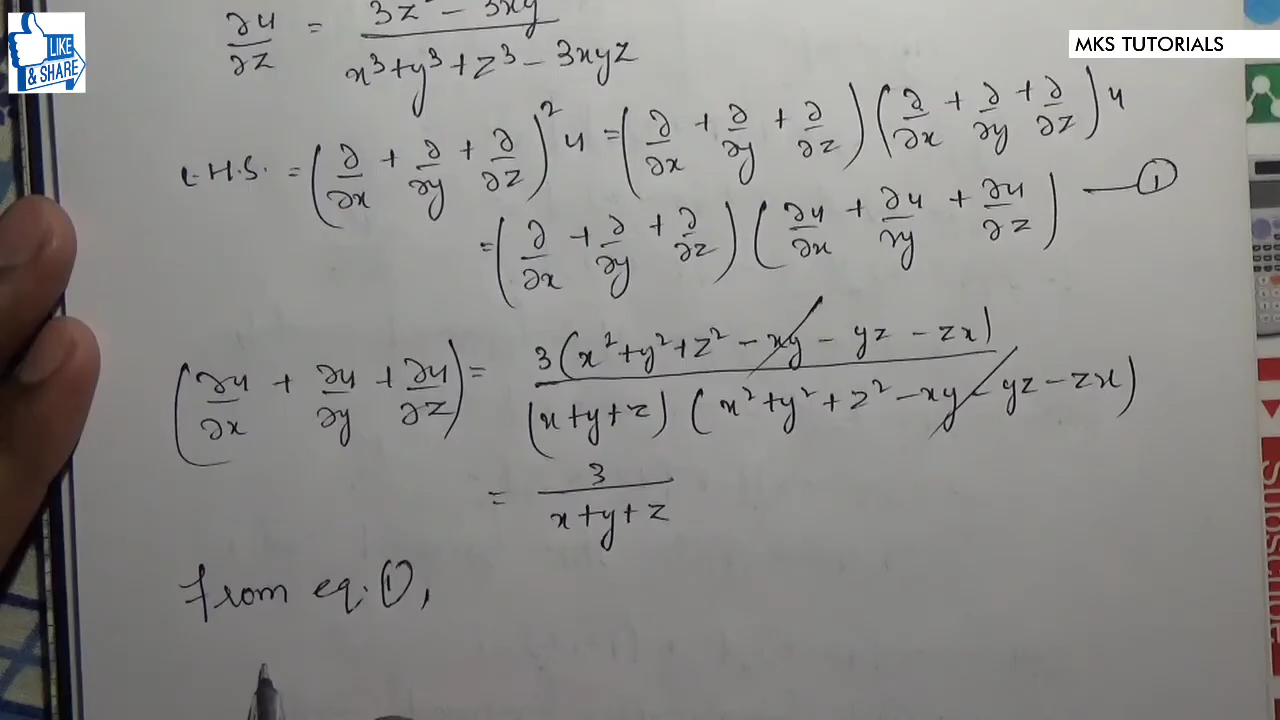 LIKE
& SHARE
MKS TUTORIALS
∂u/∂z = (3z² - 3xy)/(x³+y³+z³-3xyz)
L.H.S. = (∂/∂x + ∂/∂y + ∂/∂z)² u = (∂/∂x + ∂/∂y + ∂/∂z)(∂/∂x + ∂/∂y + ∂/∂z)u
= (∂/∂x + ∂/∂y + ∂/∂z)(∂u/∂x + ∂u/∂y + ∂u/∂z) — ①
(∂u/∂x + ∂u/∂y + ∂u/∂z) = 3(x²+y²+z²-xy-yz-zx)/((x+y+z)(x²+y²+z²-xy-yz-zx))
= 3/(x+y+z)
from eq. ①,
Subscribe